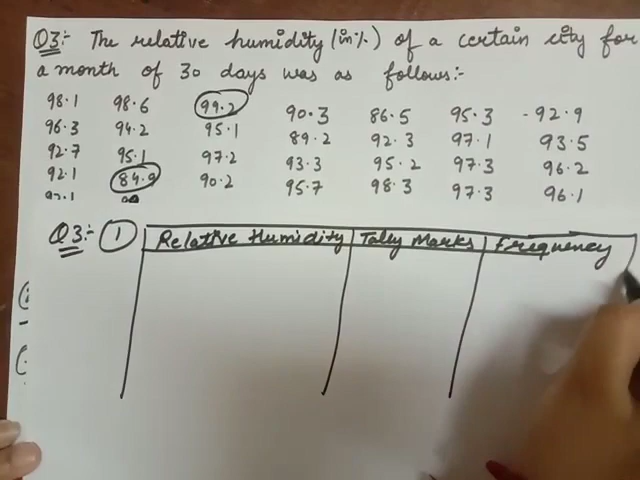 Q3:- The relative humidity (in%) of a certain city for
a month of 30 days was as follows:-
98.1 98.6 99.2 90.3 86.5 95.3 -92.9
96.3 94.2 95.1 89.2 92.3 97.1 93.5
92.7 95.1 97.2 93.3 95.2 97.3 96.2
92.1 84.9 90.2 95.7 98.3 97.3 96.1
Q3:- 1 Relative Humidity Tally Marks Frequency